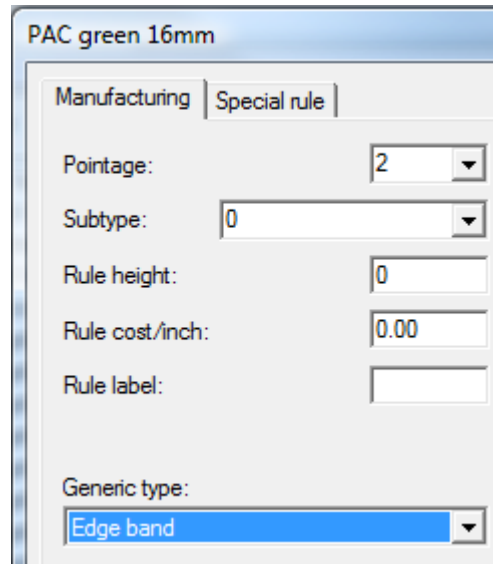 PAC green 16mm
Manufacturing Special rule
Pointage: 2
Subtype: 0
Rule height: 0
Rule cost/inch: 0.00
Rule label:
Generic type:
Edge band